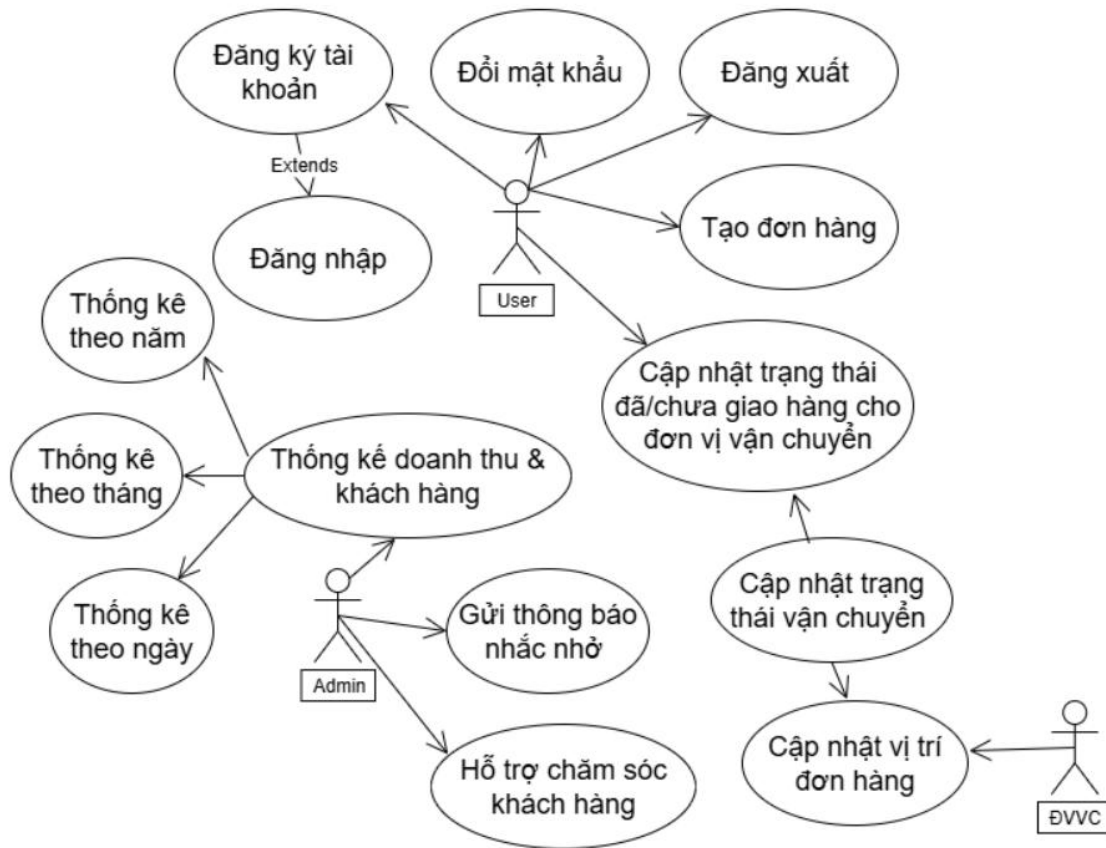 Đăng ký tài
khoản
Đổi mật khẩu
Đăng xuất
Extends
Đăng nhập
User
Tạo đơn hàng
Thống kê
theo năm
Cập nhật trạng thái
đã/chưa giao hàng cho
đơn vị vận chuyển
Thống kê
theo tháng
Thống kế doanh thu &
khách hàng
Thống kê
theo ngày
Admin
Gửi thông báo
nhắc nhở
Cập nhật trạng
thái vận chuyển
Hỗ trợ chăm sóc
khách hàng
Cập nhật vị trí
đơn hàng
ĐVVC